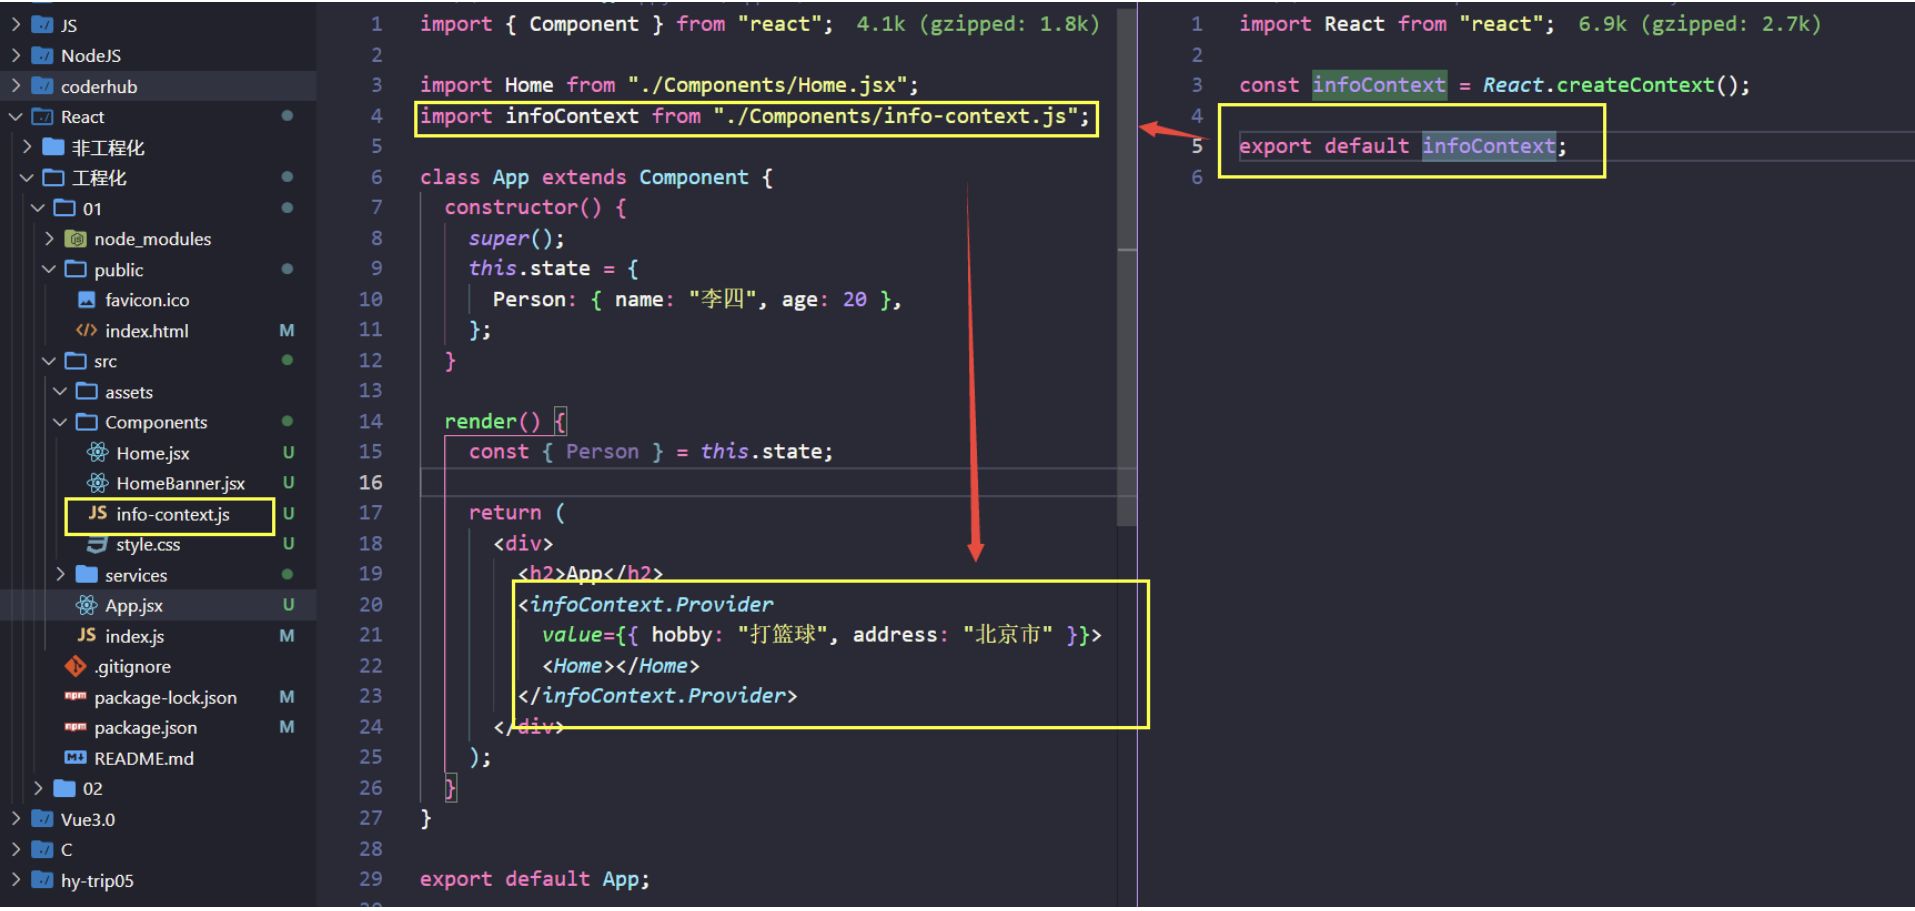 JS
NodeJS
coderhub
React
非工程化
工程化
01
node_modules
public
favicon.ico
index.html M
src
assets
Components
Home.jsx U
HomeBanner.jsx U
JS info-context.js U
style.css U
services
App.jsx U
JS index.js M
.gitignore
npm package-lock.json M
npm package.json M
README.md
02
Vue3.0
C
hy-trip05
1 import { Component } from "react"; 4.1k (gzipped: 1.8k)
2
3 import Home from "./Components/Home.jsx";
4 import infoContext from "./Components/info-context.js";
5
6 class App extends Component {
7 constructor() {
8 super();
9 this.state = {
10 Person: { name: "李四", age: 20 },
11 };
12 }
13
14 render() {
15 const { Person } = this.state;
16
17 return (
18 <div>
19 <h2>App</h2>
20 <infoContext.Provider
21 value={{ hobby: "打篮球", address: "北京市" }}>
22 <Home></Home>
23 </infoContext.Provider>
24 </div>
25 );
26 }
27 }
28
29 export default App;
1 import React from "react"; 6.9k (gzipped: 2.7k)
2
3 const infoContext = React.createContext();
4
5 export default infoContext;
6